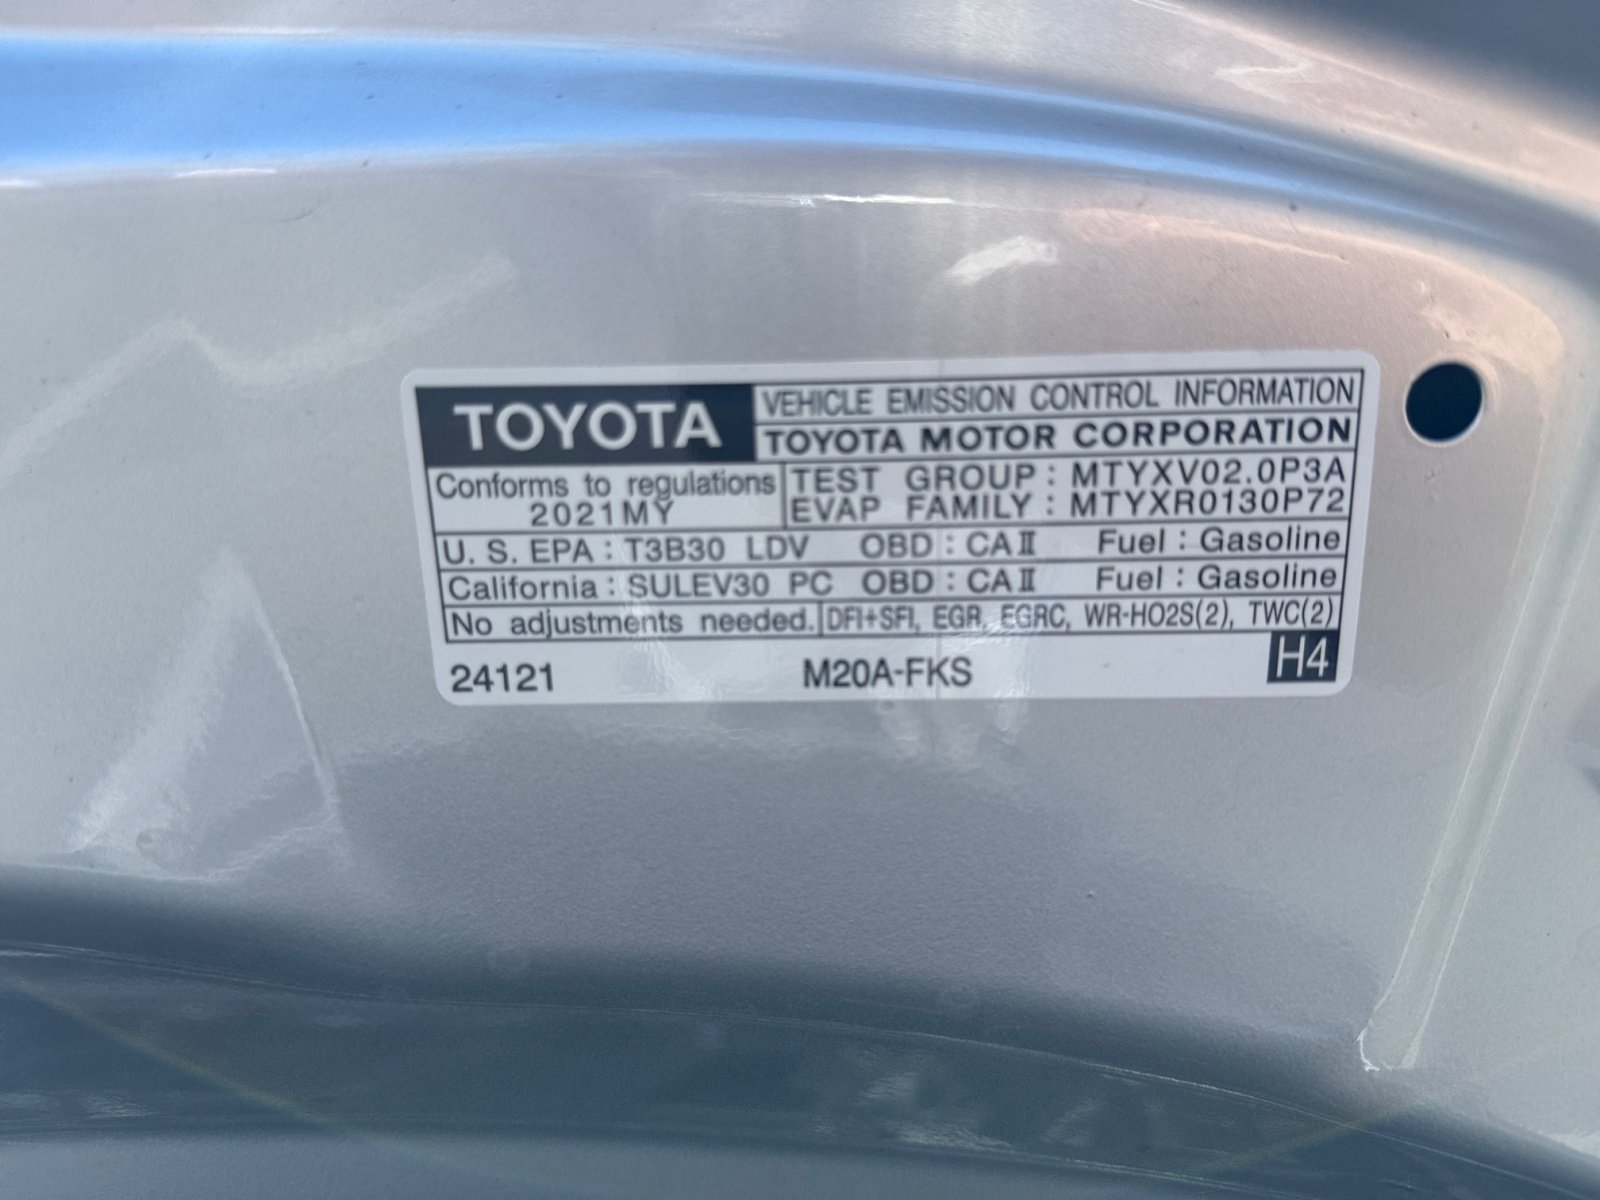 TOYOTA
VEHICLE EMISSION CONTROL INFORMATION
TOYOTA MOTOR CORPORATION
Conforms to regulations
2021MY
TEST GROUP : MTYXV02.0P3A
EVAP FAMILY : MTYXR0130P72
U. S. EPA : T3B30 LDV OBD : CAⅡ Fuel : Gasoline
California : SULEV30 PC OBD : CAⅡ Fuel : Gasoline
No adjustments needed. DFI+SFI, EGR, EGRC, WR-HO2S(2), TWC(2)
24121 M20A-FKS H4